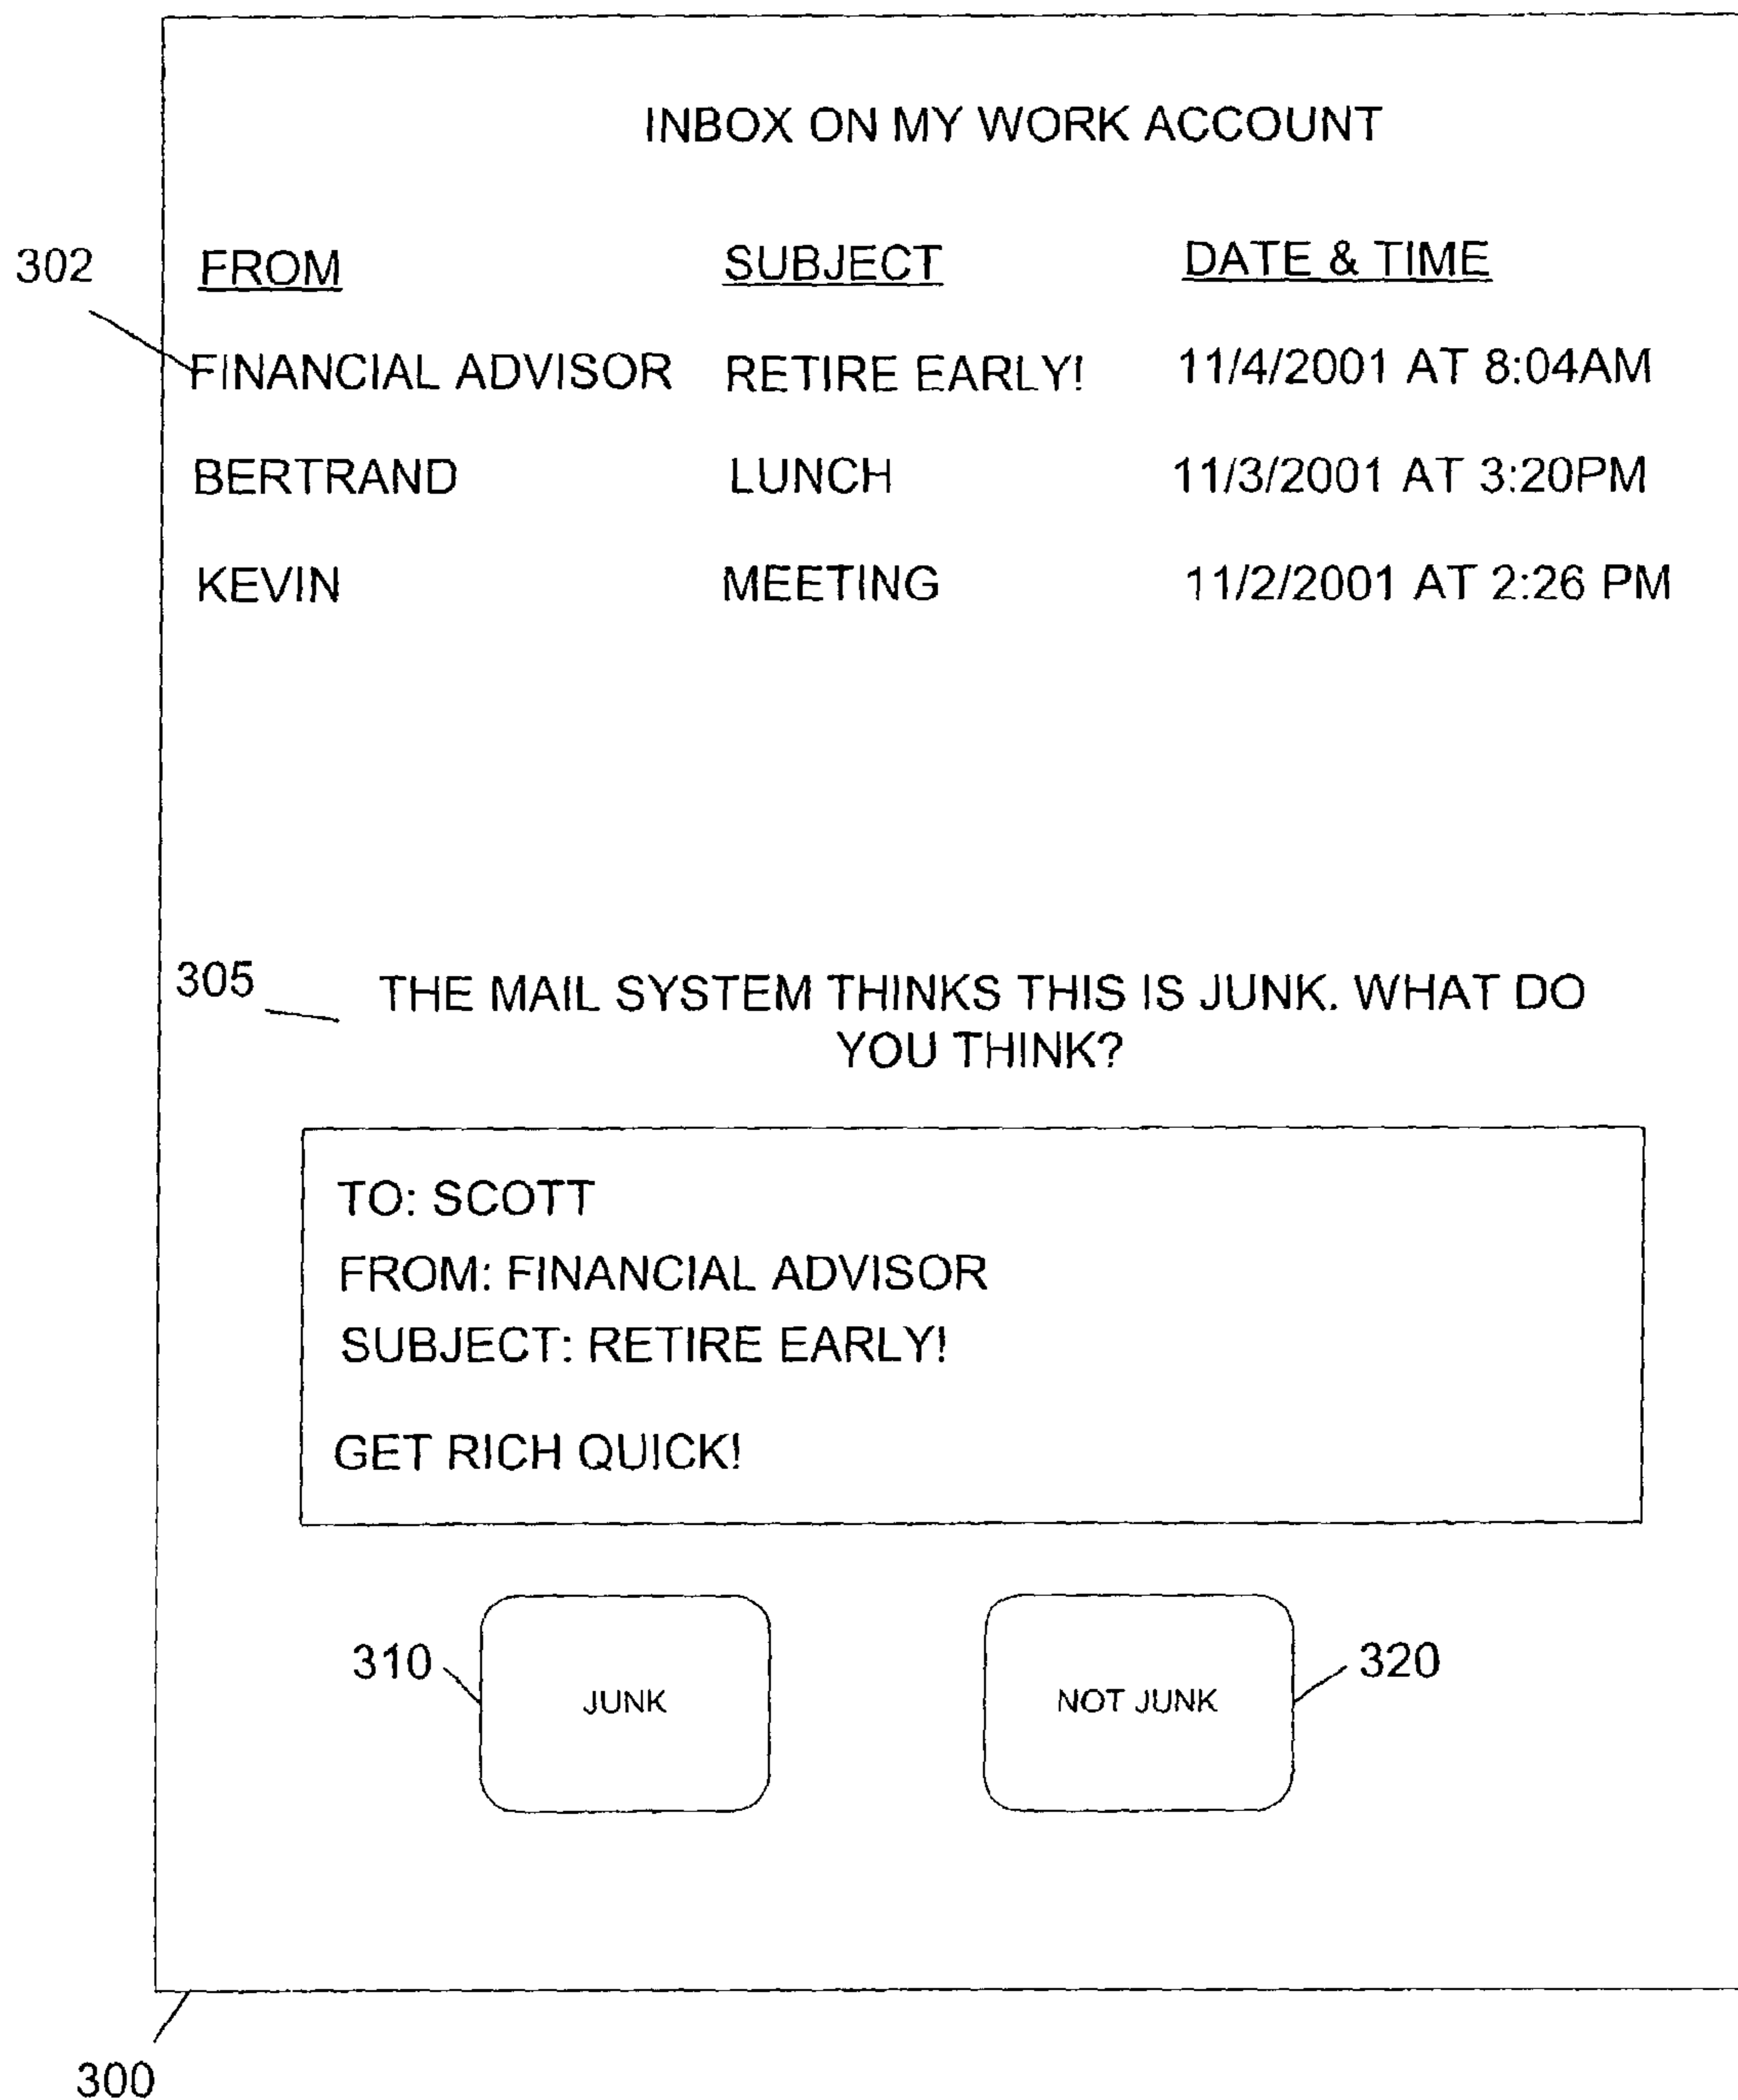 INBOX ON MY WORK ACCOUNT
302
FROM SUBJECT DATE & TIME
FINANCIAL ADVISOR RETIRE EARLY! 11/4/2001 AT 8:04AM
BERTRAND LUNCH 11/3/2001 AT 3:20PM
KEVIN MEETING 11/2/2001 AT 2:26 PM
305
THE MAIL SYSTEM THINKS THIS IS JUNK. WHAT DO
YOU THINK?
TO: SCOTT
FROM: FINANCIAL ADVISOR
SUBJECT: RETIRE EARLY!
GET RICH QUICK!
310 JUNK NOT JUNK 320
300